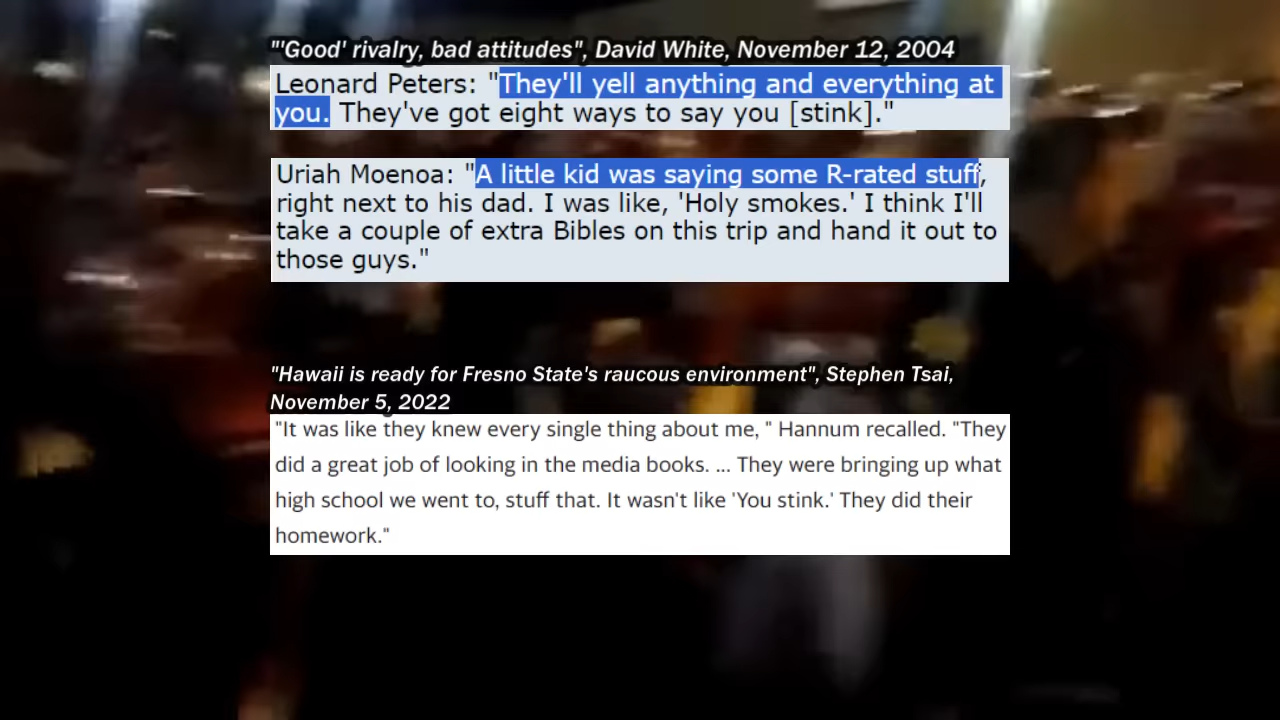 "'Good' rivalry, bad attitudes", David White, November 12, 2004
Leonard Peters: "They'll yell anything and everything at
you. They've got eight ways to say you [stink]."
Uriah Moenoa: "A little kid was saying some R-rated stuff,
right next to his dad. I was like, 'Holy smokes.' I think I'll
take a couple of extra Bibles on this trip and hand it out to
those guys."
"Hawaii is ready for Fresno State's raucous environment", Stephen Tsai,
November 5, 2022
"It was like they knew every single thing about me, " Hannum recalled. "They
did a great job of looking in the media books. ... They were bringing up what
high school we went to, stuff that. It wasn't like 'You stink.' They did their
homework."